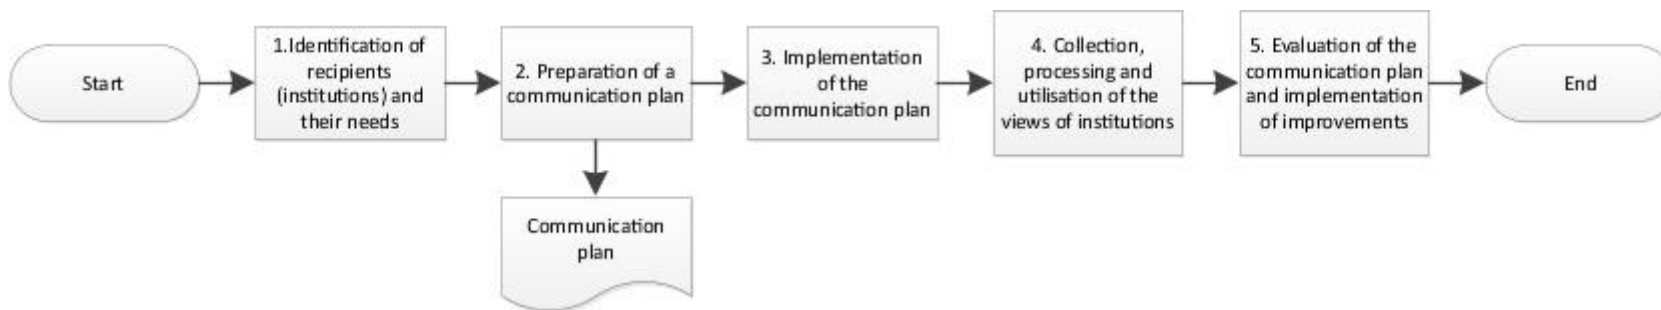 Start
1.Identification of
recipients
(institutions) and
their needs
2. Preparation of a
communication plan
3. Implementation
of the
communication plan
4. Collection,
processing and
utilisation of the
views of institutions
5. Evaluation of the
communication plan
and implementation
of improvements
End
Communication
plan